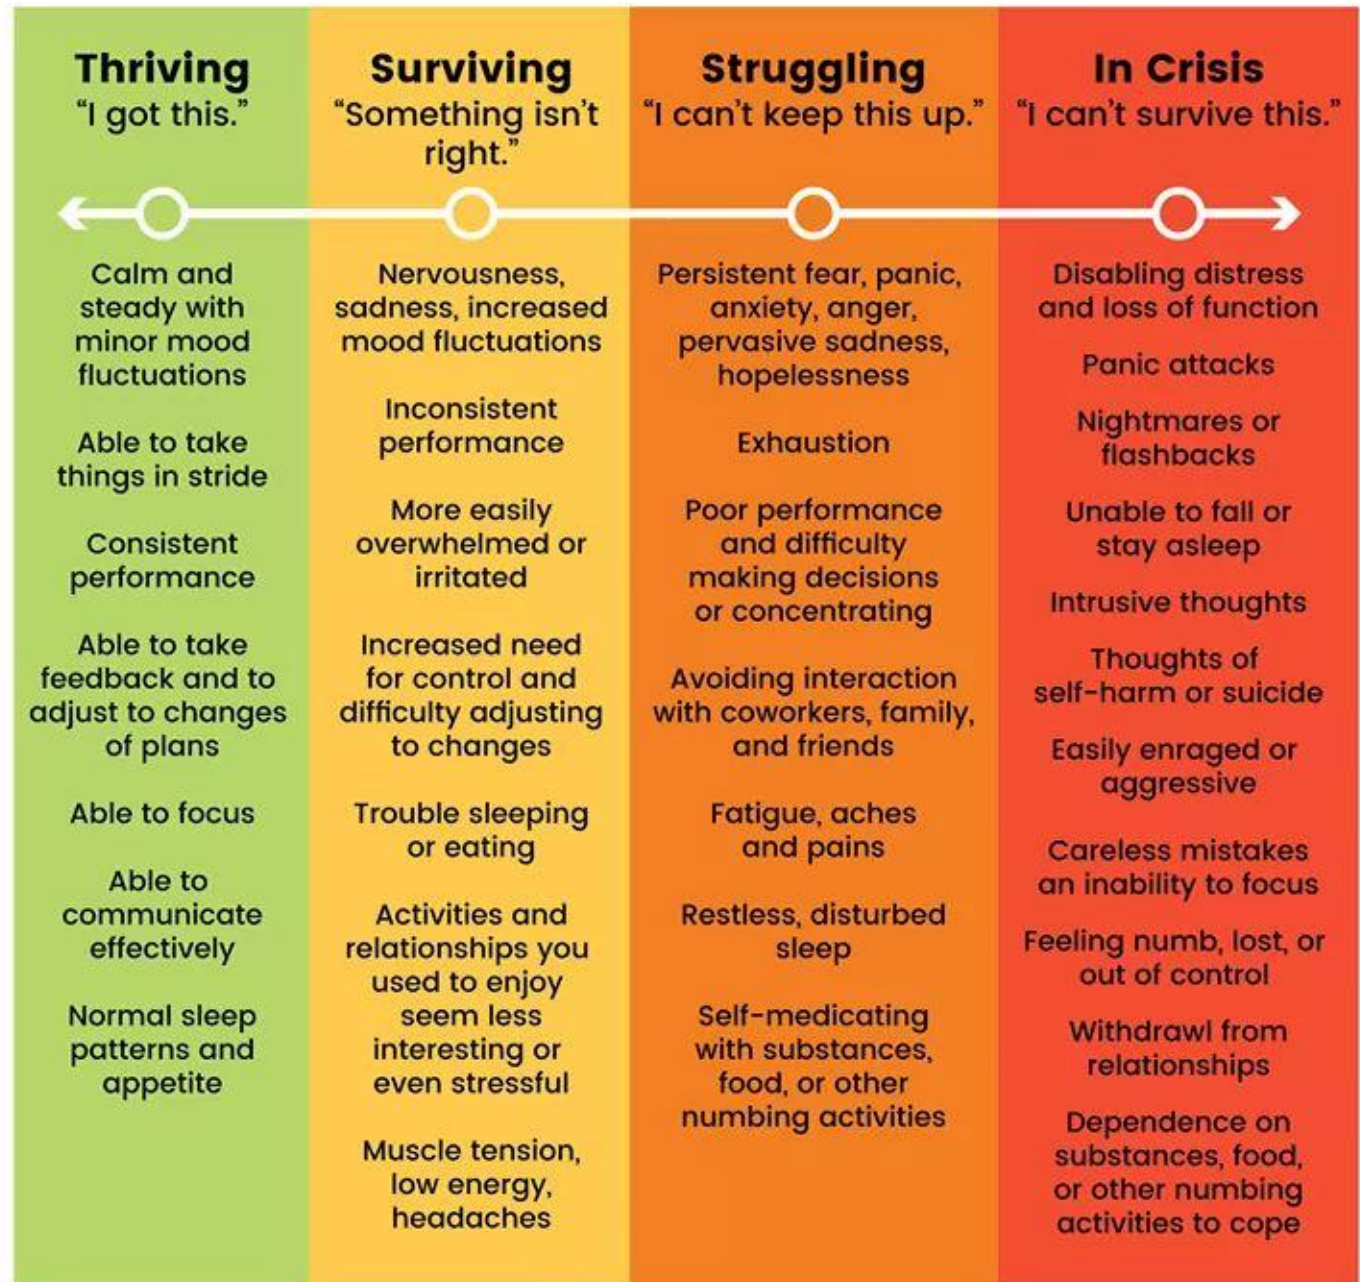 Thriving
“I got this.”
Calm and
steady with
minor mood
fluctuations
Able to take
things in stride
Consistent
performance
Able to take
feedback and to
adjust to changes
of plans
Able to focus
Able to
communicate
effectively
Normal sleep
patterns and
appetite
Surviving
“Something isn’t
right.”
Nervousness,
sadness, increased
mood fluctuations
Inconsistent
performance
More easily
overwhelmed or
irritated
Increased need
for control and
difficulty adjusting
to changes
Trouble sleeping
or eating
Activities and
relationships you
used to enjoy
seem less
interesting or
even stressful
Muscle tension,
low energy,
headaches
Struggling
“I can’t keep this up.”
Persistent fear, panic,
anxiety, anger,
pervasive sadness,
hopelessness
Exhaustion
Poor performance
and difficulty
making decisions
or concentrating
Avoiding interaction
with coworkers, family,
and friends
Fatigue, aches
and pains
Restless, disturbed
sleep
Self-medicating
with substances,
food, or other
numbing activities
In Crisis
“I can’t survive this.”
Disabling distress
and loss of function
Panic attacks
Nightmares or
flashbacks
Unable to fall or
stay asleep
Intrusive thoughts
Thoughts of
self-harm or suicide
Easily enraged or
aggressive
Careless mistakes
an inability to focus
Feeling numb, lost, or
out of control
Withdrawl from
relationships
Dependence on
substances, food,
or other numbing
activities to cope